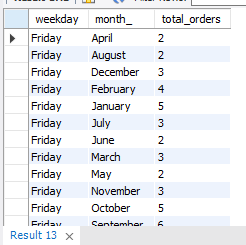 weekday month_ total_orders
Friday April 2
Friday August 2
Friday December 3
Friday February 4
Friday January 5
Friday July 3
Friday June 2
Friday March 3
Friday May 2
Friday November 3
Friday October 5
Friday September 6
Result 13 ×